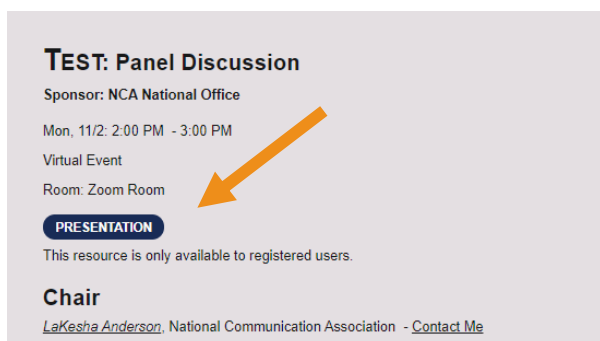 TEST: Panel Discussion
Sponsor: NCA National Office
Mon, 11/2: 2:00 PM - 3:00 PM
Virtual Event
Room: Zoom Room
PRESENTATION
This resource is only available to registered users.
Chair
LaKesha Anderson, National Communication Association - Contact Me